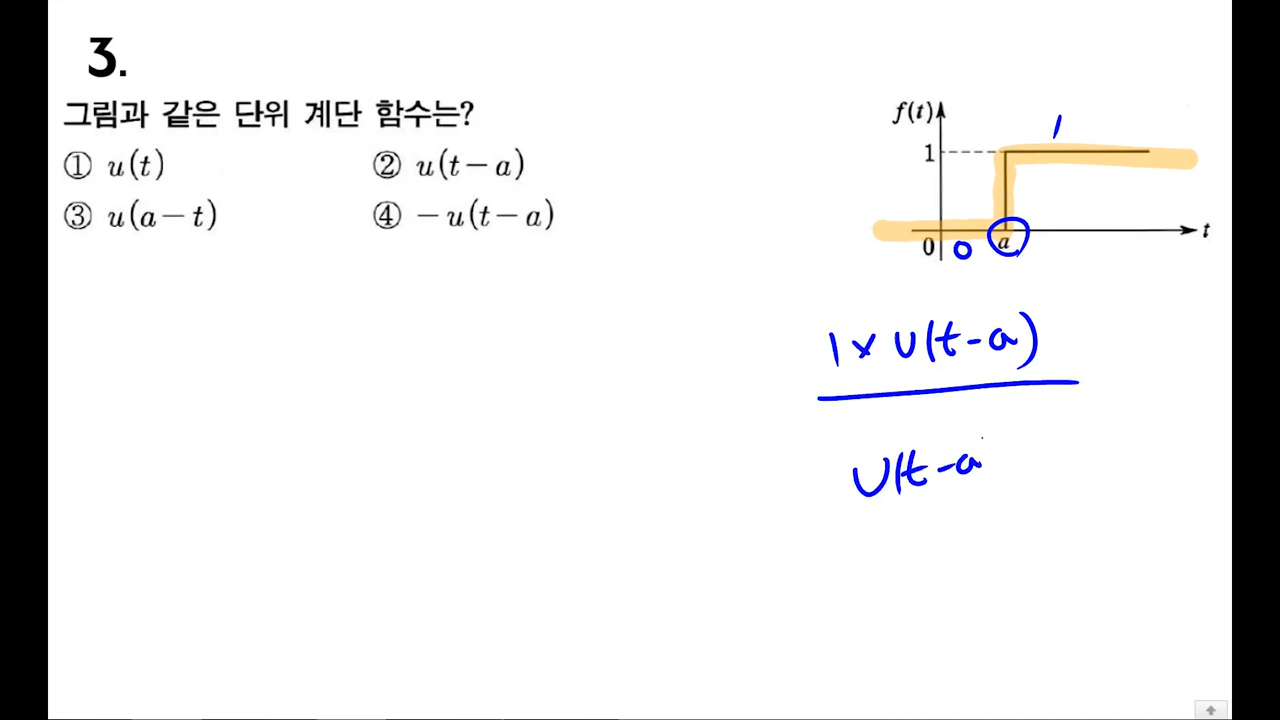 3.
그림과 같은 단위 계단 함수는?
① u(t) ② u(t-a)
③ u(a-t) ④ -u(t-a)
f(t)
1
1
0 0 a t
1 × u(t-a)
u(t-a